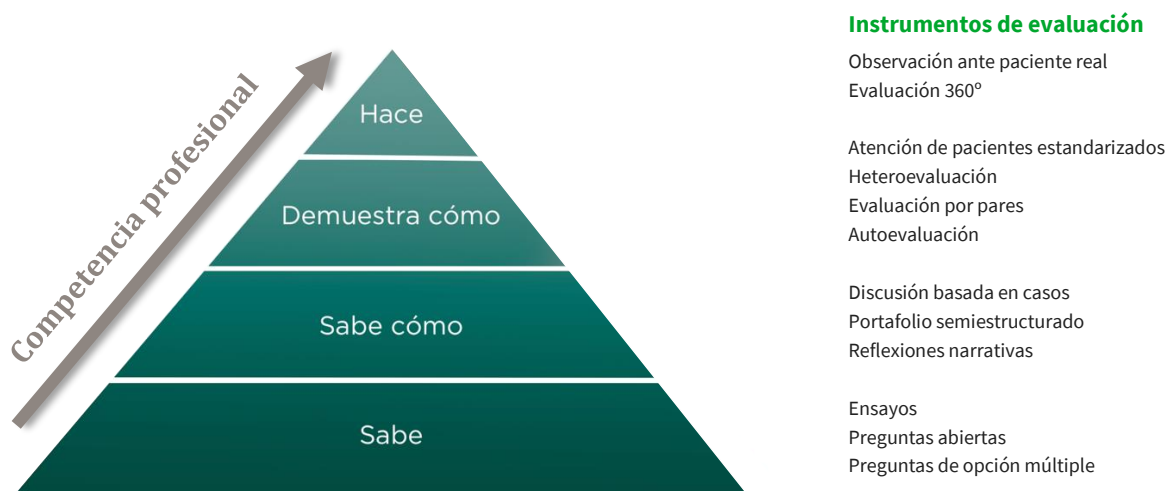 Competencia profesional
Hace
Demuestra cómo
Sabe cómo
Sabe
Instrumentos de evaluación
Observación ante paciente real
Evaluación 360º
Atención de pacientes estandarizados
Heteroevaluación
Evaluación por pares
Autoevaluación
Discusión basada en casos
Portafolio semiestructurado
Reflexiones narrativas
Ensayos
Preguntas abiertas
Preguntas de opción múltiple